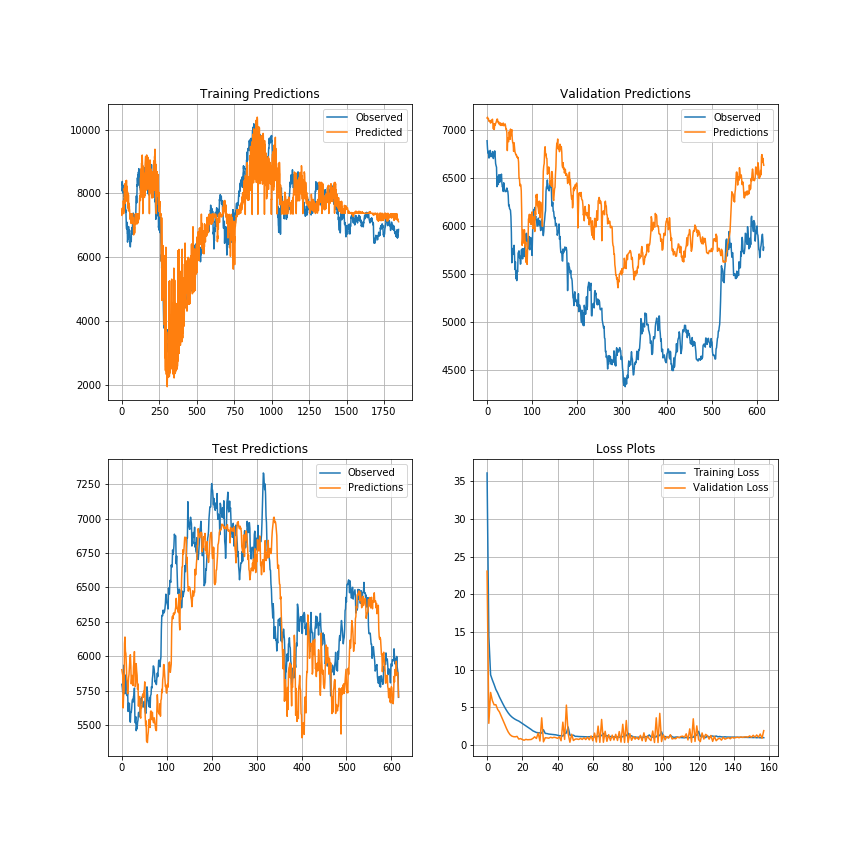 Training Predictions
Observed
Predicted
10000
8000
6000
4000
2000
0 250 500 750 1000 1250 1500 1750
Validation Predictions
Observed
Predictions
7000
6500
6000
5500
5000
4500
0 100 200 300 400 500 600
Test Predictions
Observed
Predictions
7250
7000
6750
6500
6250
6000
5750
5500
0 100 200 300 400 500 600
Loss Plots
Training Loss
Validation Loss
35
30
25
20
15
10
5
0
0 20 40 60 80 100 120 140 160